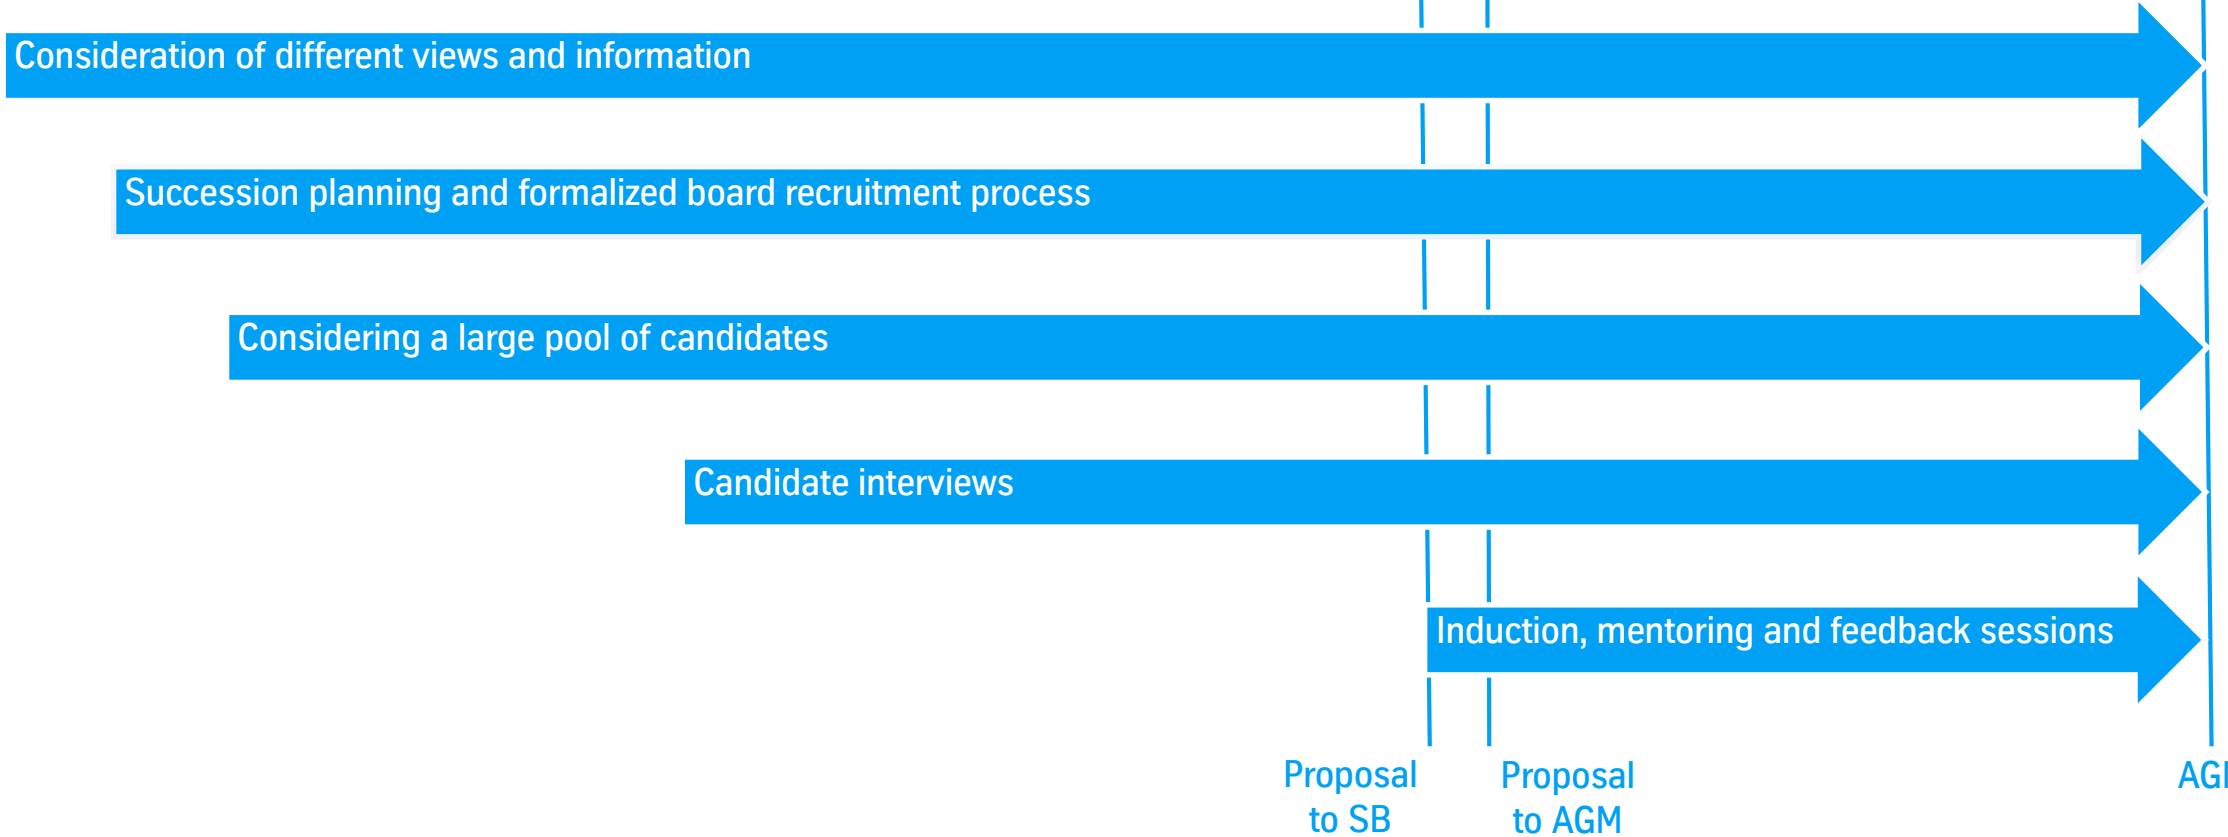 Consideration of different views and information
Succession planning and formalized board recruitment process
Considering a large pool of candidates
Candidate interviews
Induction, mentoring and feedback sessions
Proposal
to SB
Proposal
to AGM